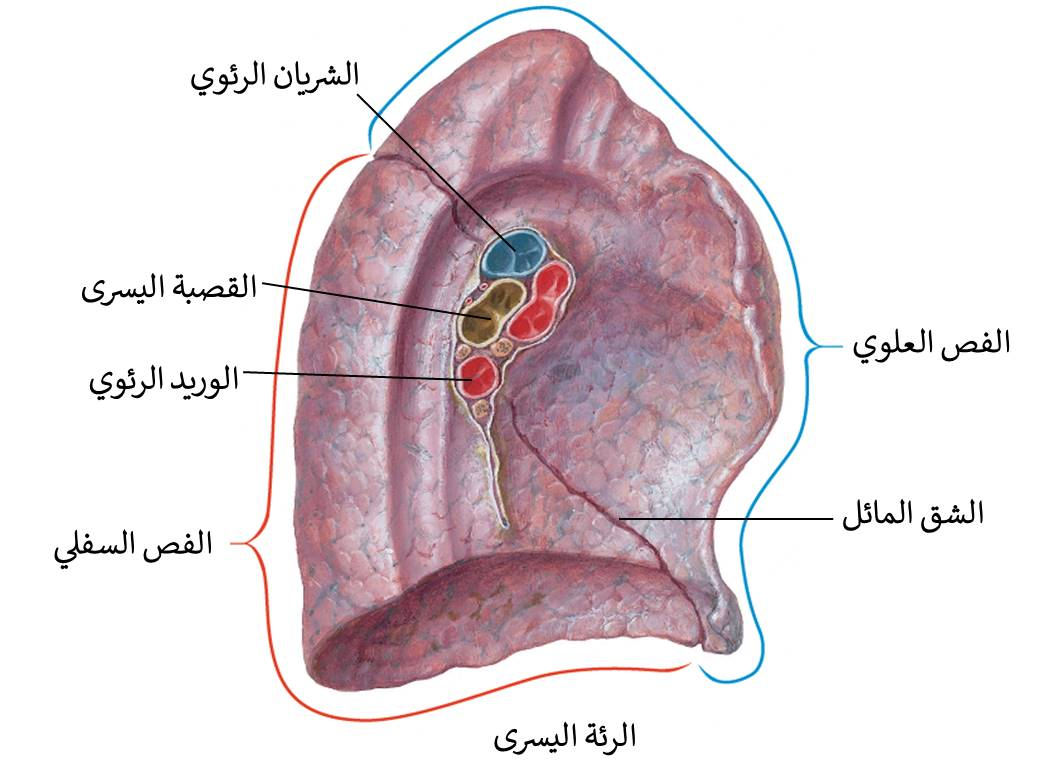 الشريان الرئوي
القصبة اليسرى
الفص العلوي
الوريد الرئوي
الشق المائل
الفص السفلي
الرئة اليسرى